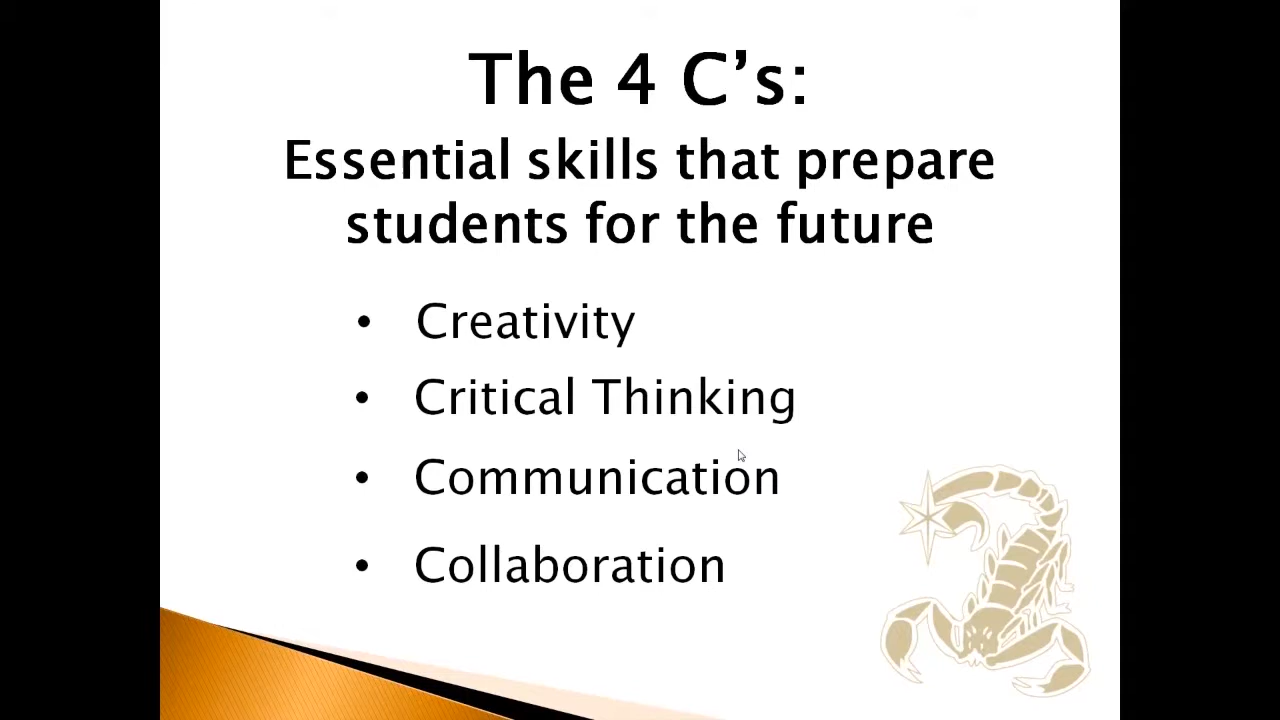 The 4 C’s:
Essential skills that prepare
students for the future
• Creativity
• Critical Thinking
• Communication
• Collaboration